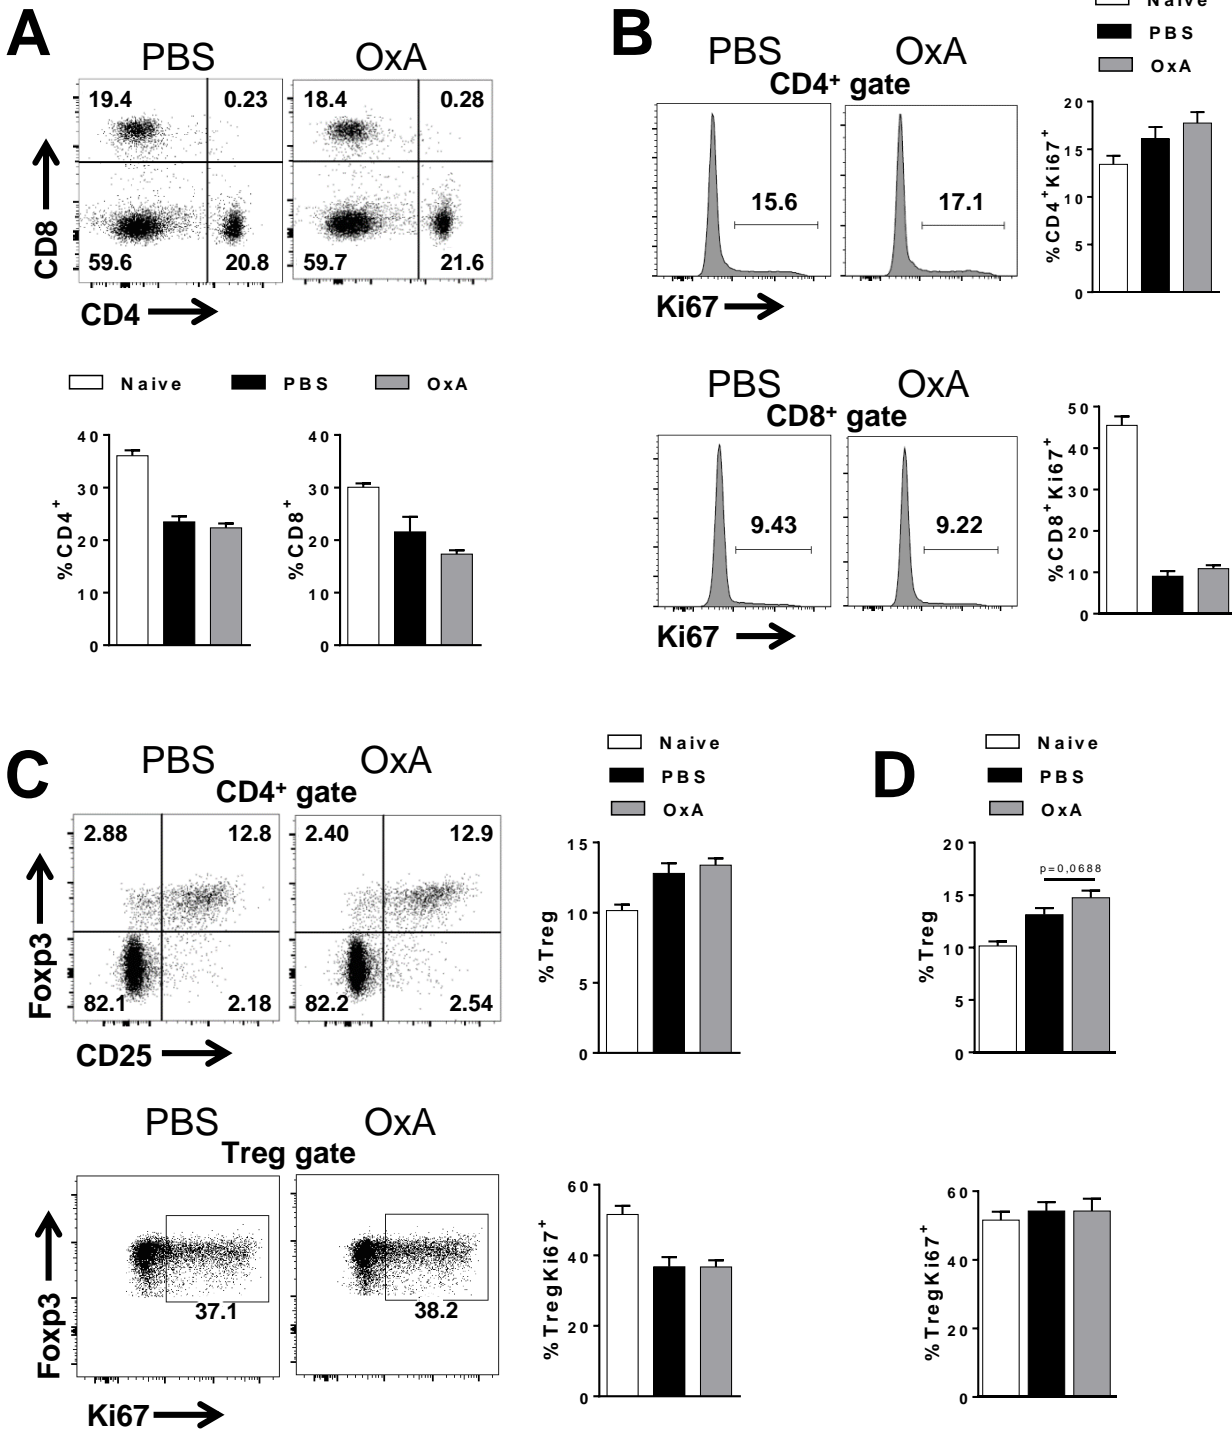 A
PBS OxA
19.4 0.23 18.4 0.28
59.6 20.8 59.7 21.6
CD8
CD4
Naive PBS OxA
%CD4+
40
30
20
10
0
%CD8+
40
30
20
10
0
B
Naive
PBS
OxA
PBS OxA
CD4+ gate
15.6 17.1
Ki67
%CD4+Ki67+
20
15
10
5
0
PBS OxA
CD8+ gate
9.43 9.22
Ki67
%CD8+Ki67+
50
40
30
20
10
0
C
PBS OxA
CD4+ gate
2.88 12.8 2.40 12.9
82.1 2.18 82.2 2.54
Foxp3
CD25
Naive
PBS
OxA
%Treg
15
10
5
0
PBS OxA
Treg gate
37.1 38.2
Foxp3
Ki67
%TregKi67+
60
40
20
0
D
Naive
PBS
OxA
%Treg
20
15
10
5
0
p=0,0688
%TregKi67+
60
40
20
0